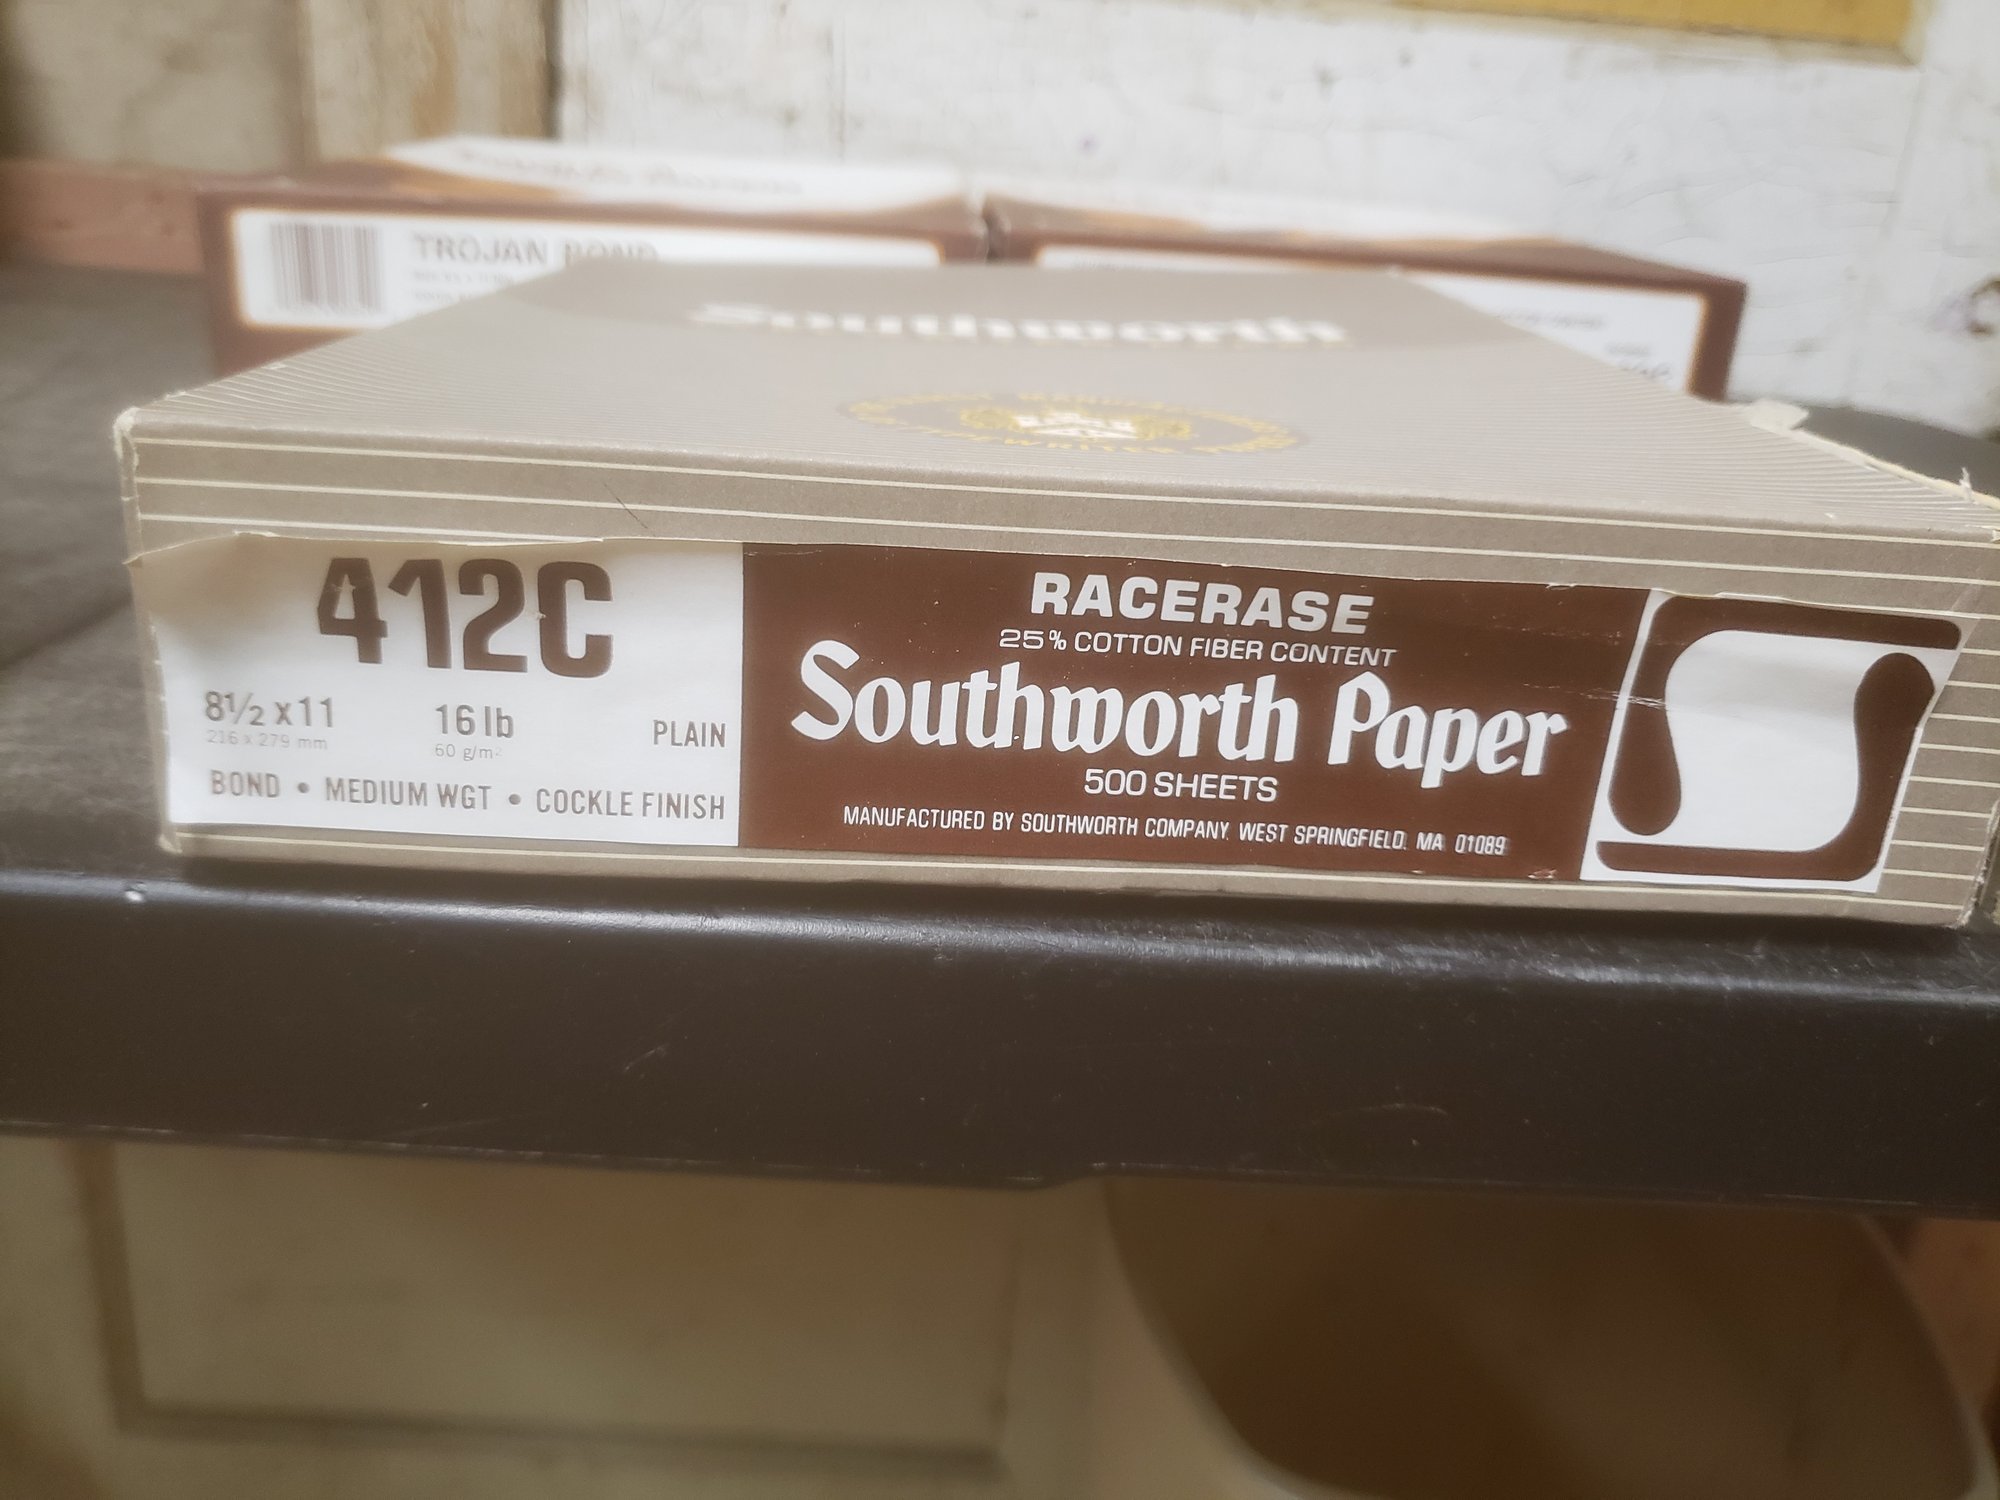 TROJAN BOND
Southworth
412C
8½ x 11
216 x 279 mm
16 lb
60 g/m²
PLAIN
BOND • MEDIUM WGT • COCKLE FINISH
RACERASE
25% COTTON FIBER CONTENT
Southworth Paper
500 SHEETS
MANUFACTURED BY SOUTHWORTH COMPANY, WEST SPRINGFIELD, MA 01089